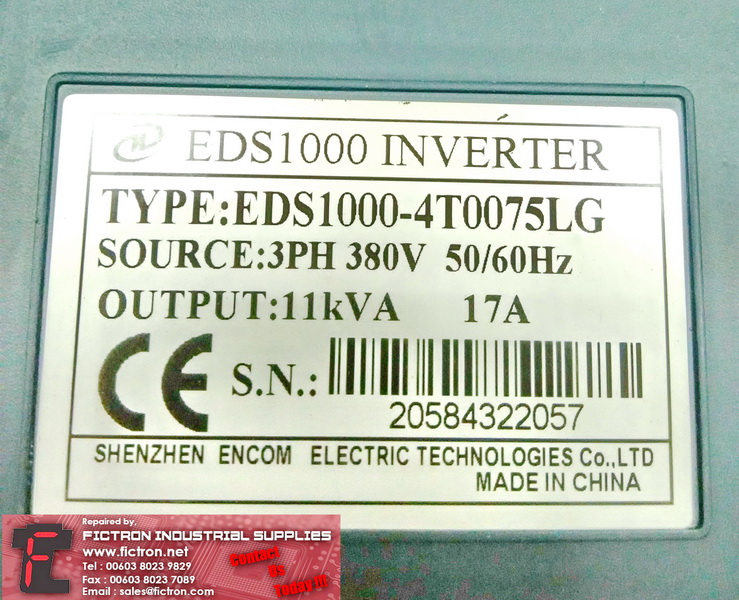 EDS1000 INVERTER
TYPE:EDS1000-4T0075LG
SOURCE:3PH 380V 50/60Hz
OUTPUT:11kVA 17A
CE S.N.:
20584322057
SHENZHEN ENCOM ELECTRIC TECHNOLOGIES Co.,LTD
MADE IN CHINA
Repaired by,
FICTRON INDUSTRIAL SUPPLIES
www.fictron.net
Tel : 00603 8023 9829
Fax : 00603 8023 7089
Email : sales@fictron.com
Contact
us
Today !!!